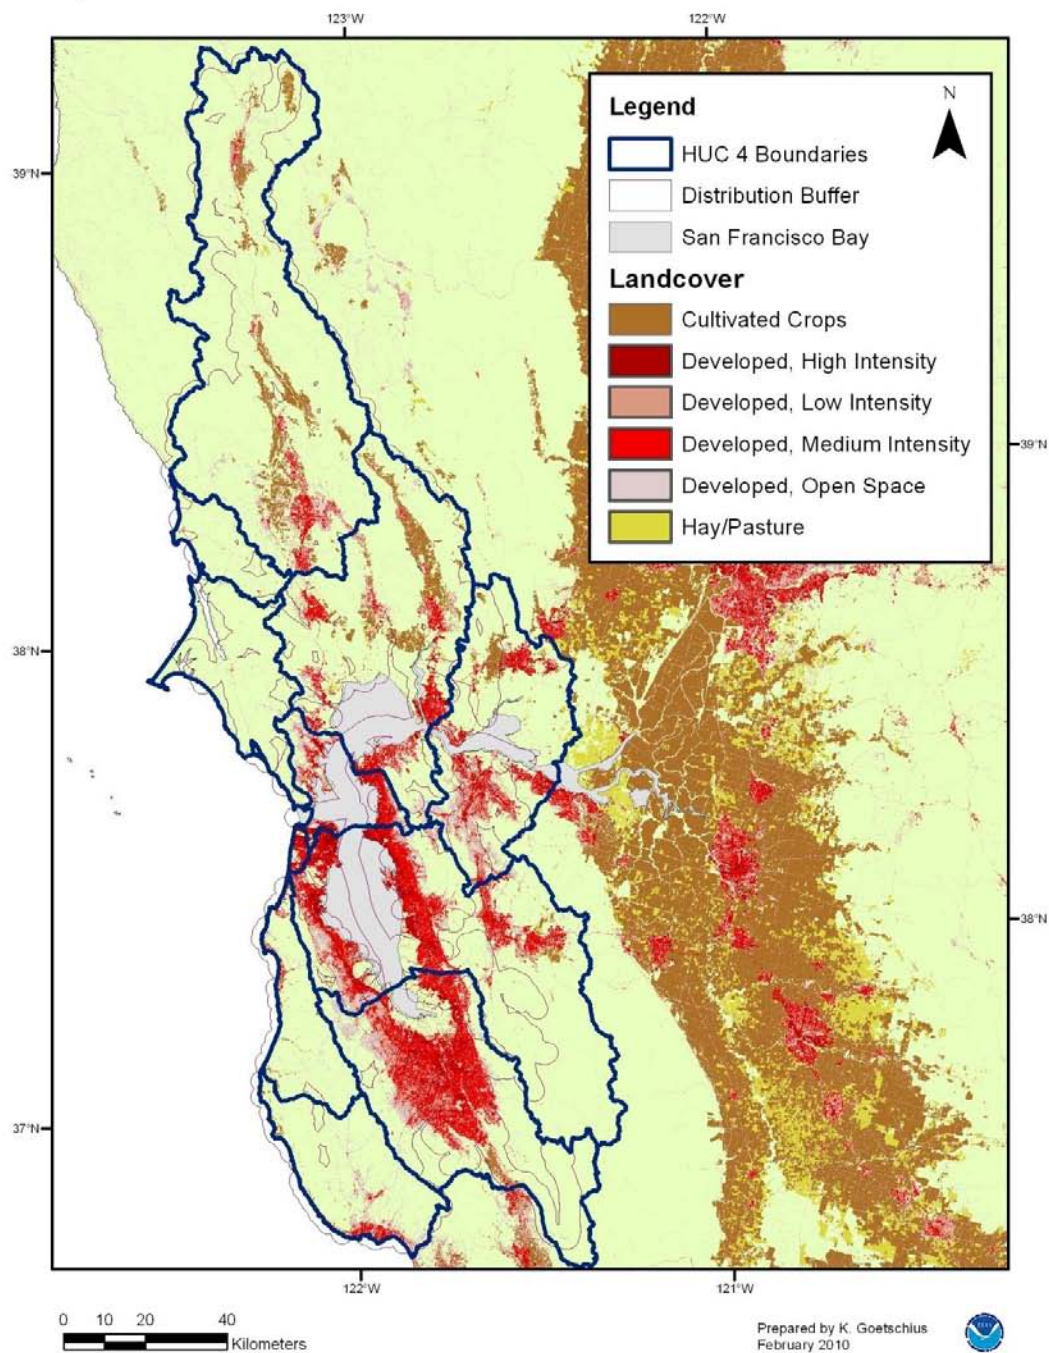 123°W
122°W
Legend
N
HUC 4 Boundaries
Distribution Buffer
San Francisco Bay
Landcover
Cultivated Crops
Developed, High Intensity
Developed, Low Intensity
Developed, Medium Intensity
Developed, Open Space
Hay/Pasture
39°N
39°N
38°N
38°N
37°N
122°W
121°W
0 10 20 40
Kilometers
Prepared by K. Goetschius
February 2010